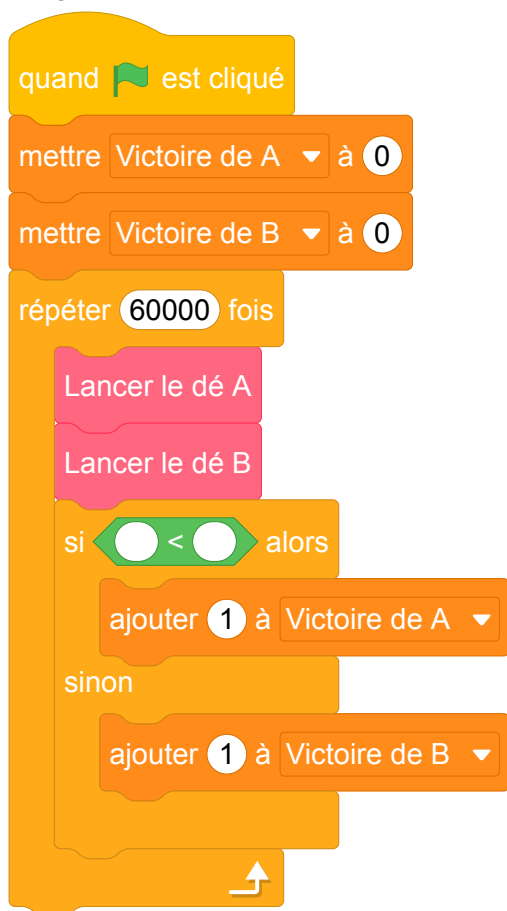 quand est cliqué
mettre Victoire de A à 0
mettre Victoire de B à 0
répéter 60000 fois
Lancer le dé A
Lancer le dé B
si < alors
ajouter 1 à Victoire de A
sinon
ajouter 1 à Victoire de B